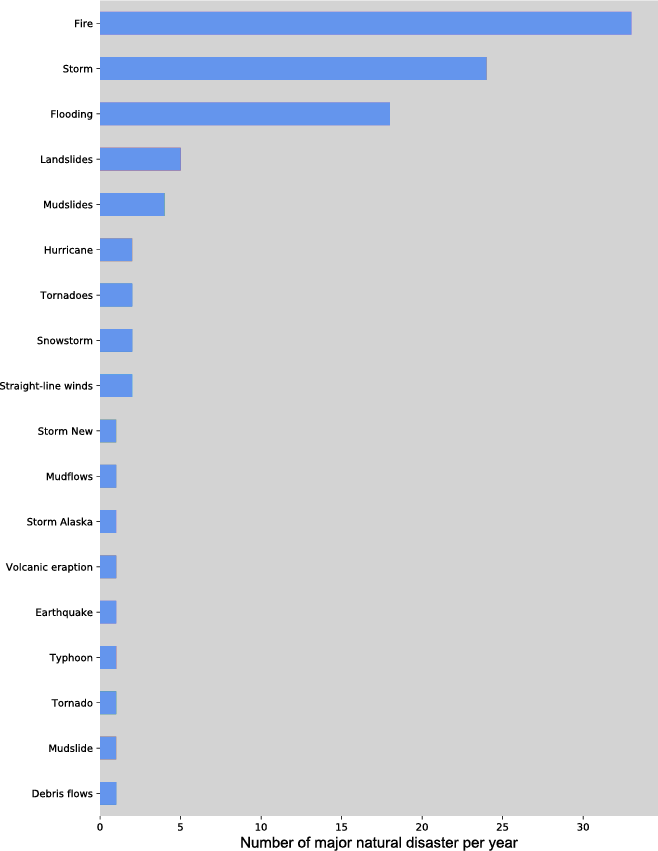 Fire
Storm
Flooding
Landslides
Mudslides
Hurricane
Tornadoes
Snowstorm
Straight-line winds
Storm New
Mudflows
Storm Alaska
Volcanic eraption
Earthquake
Typhoon
Tornado
Mudslide
Debris flows
0 5 10 15 20 25 30
Number of major natural disaster per year